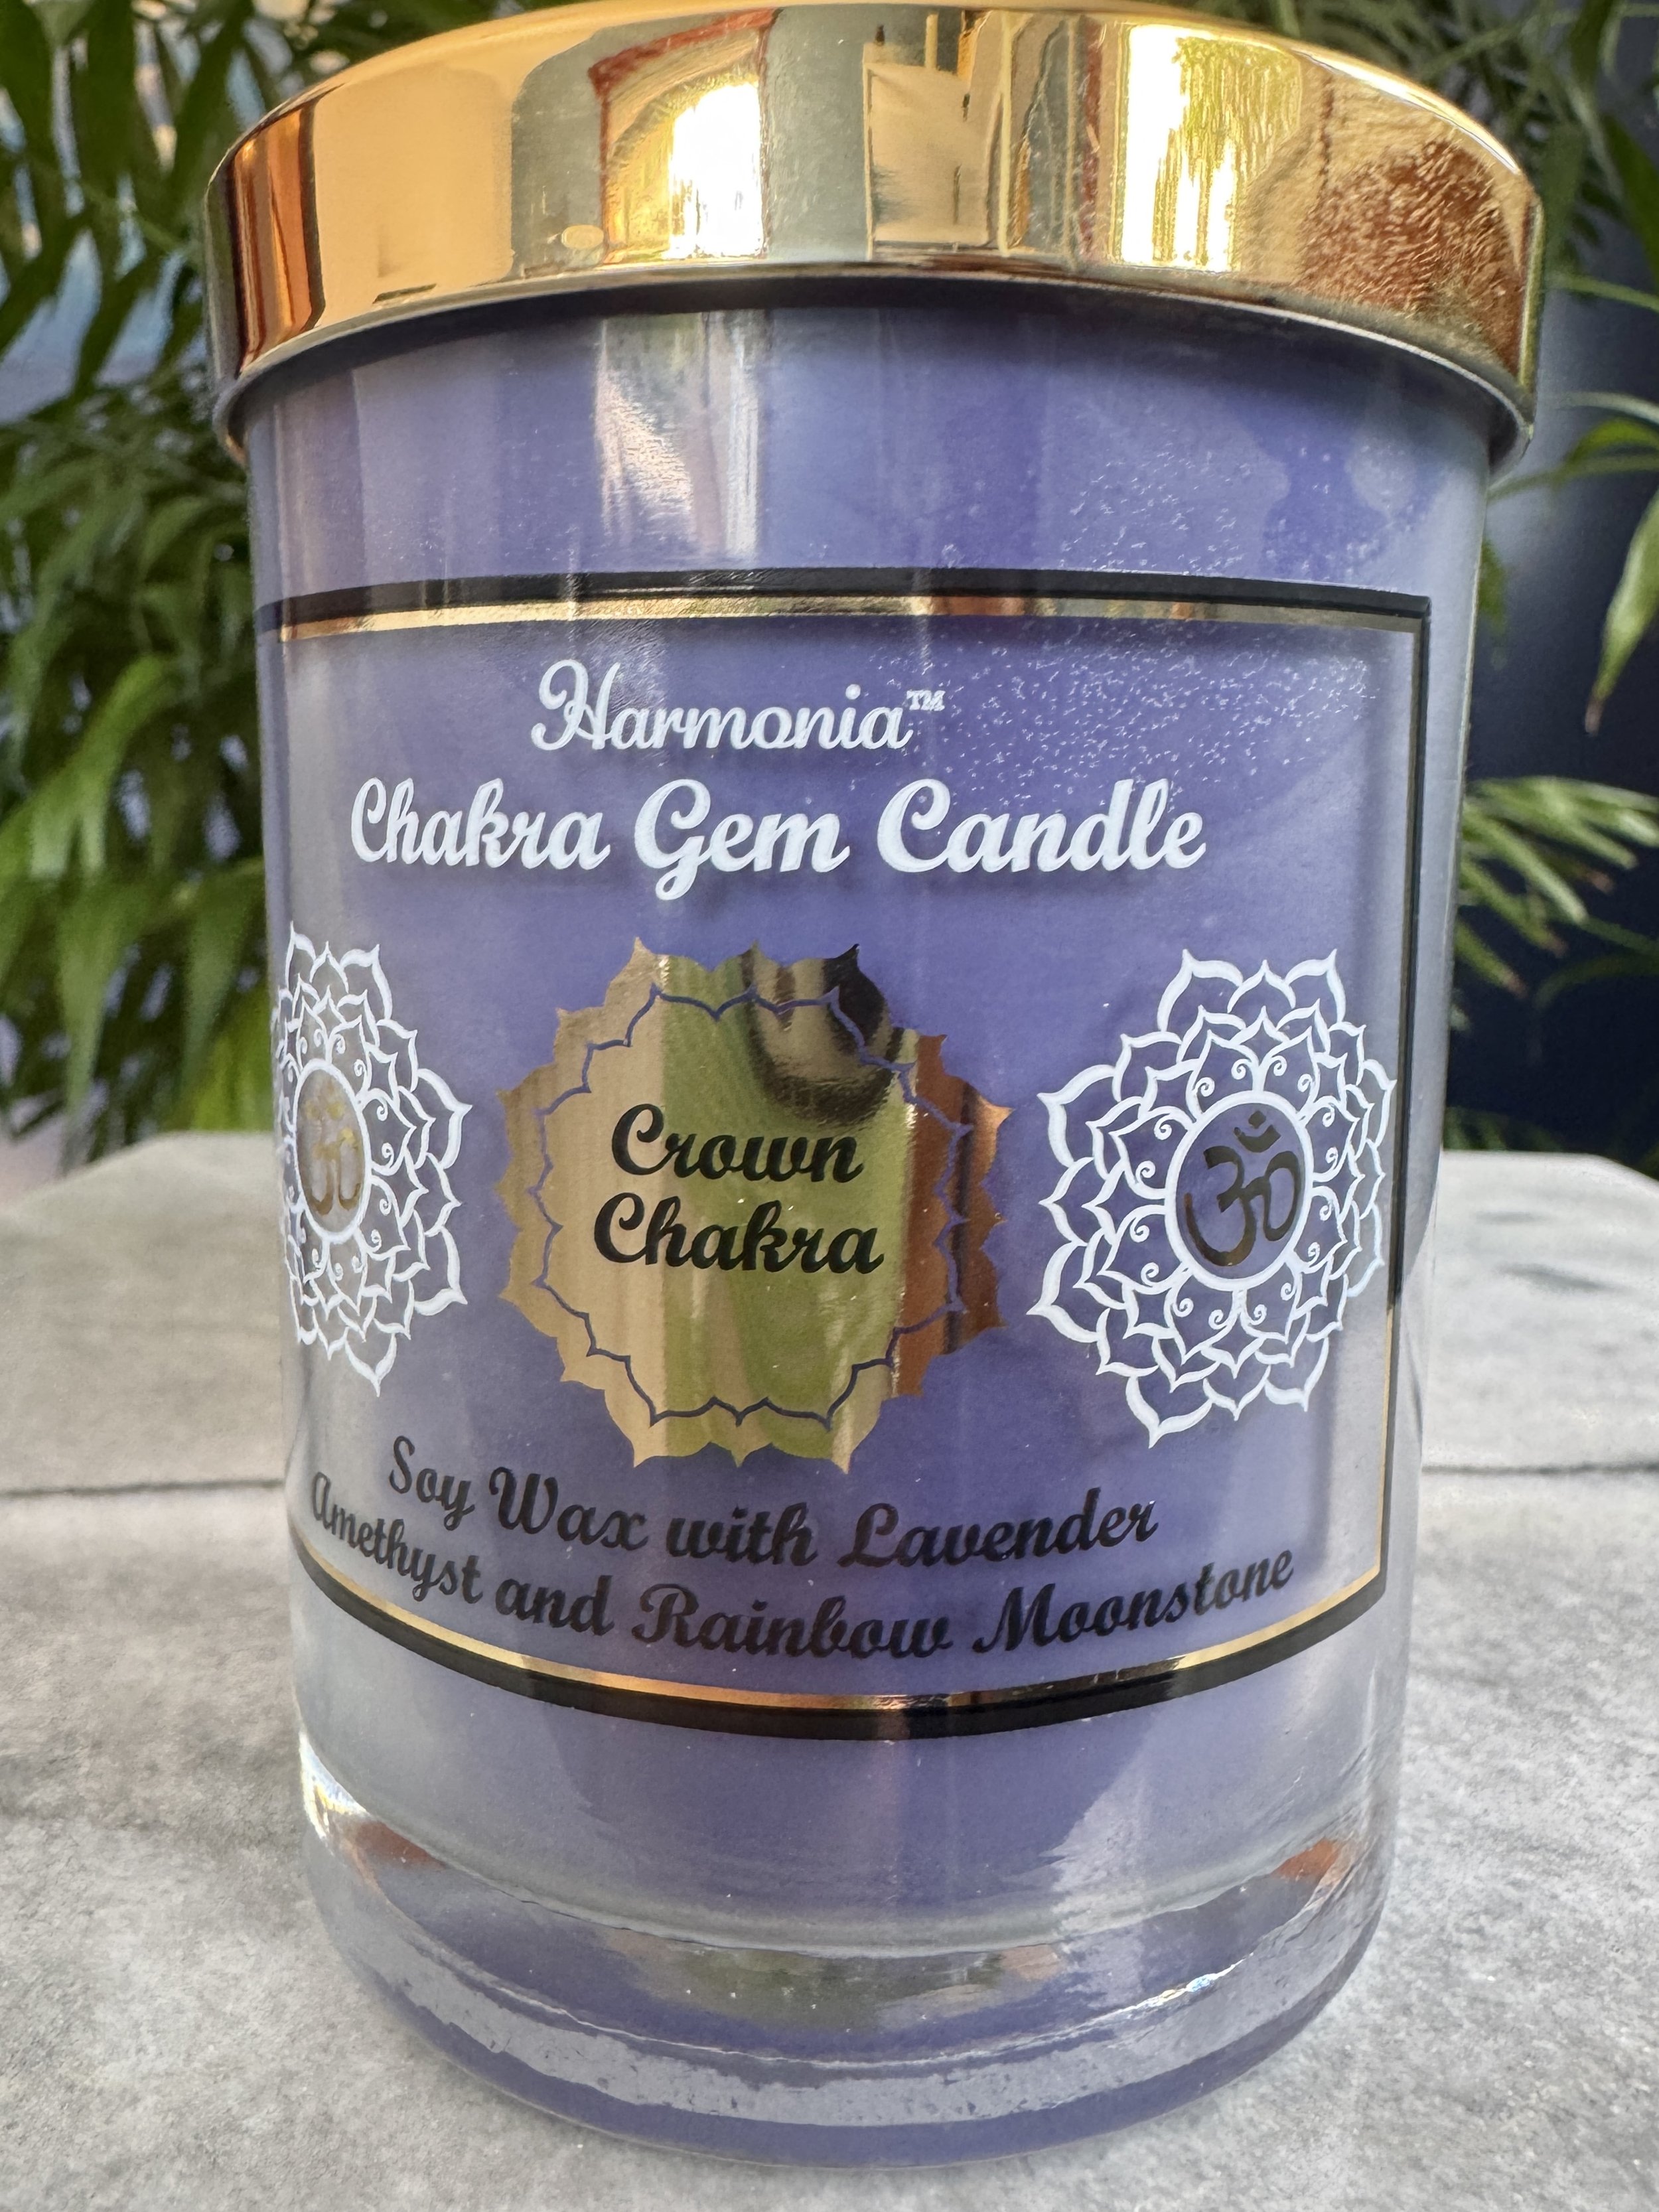 Harmonia™
Chakra Gem Candle
ॐ
Crown
Chakra
ॐ
Soy Wax with Lavender
Amethyst and Rainbow Moonstone